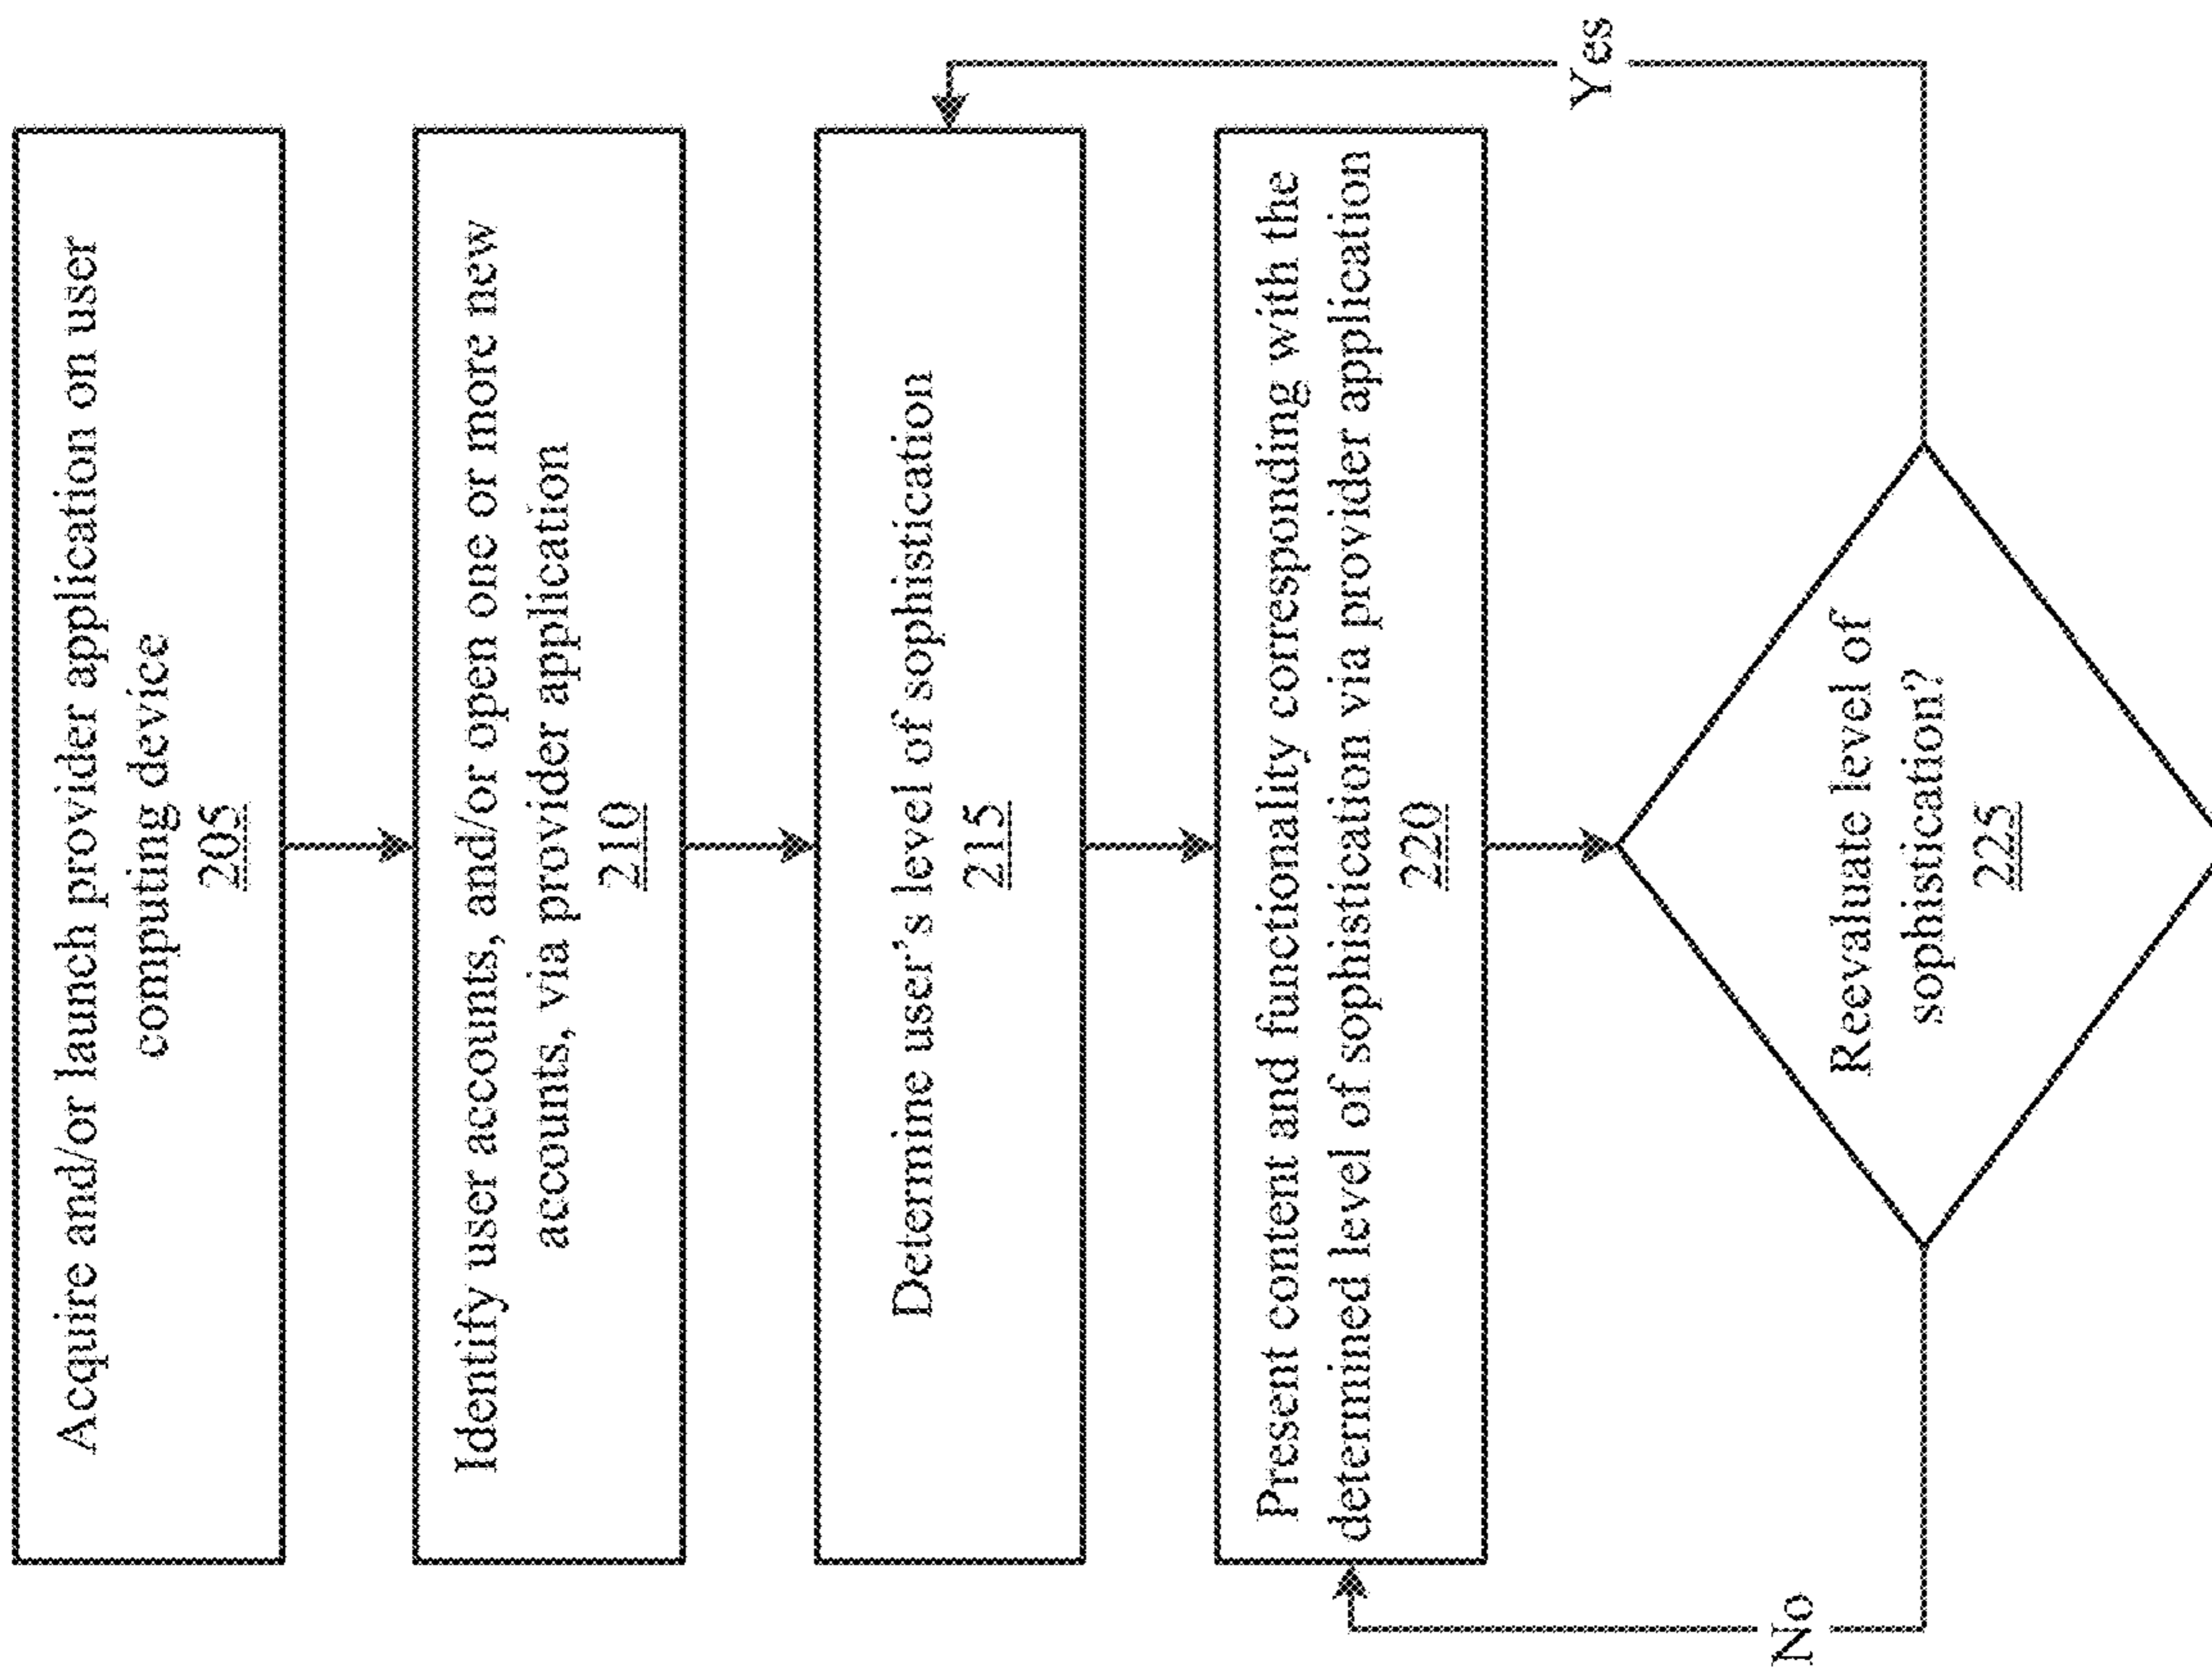 Acquire and/or launch provider application on user
computing device
205
Identify user accounts, and/or open one or more new
accounts, via provider application
210
Determine user's level of sophistication
215
Present content and functionality corresponding with the
determined level of sophistication via provider application
220
Reevaluate level of
sophistication?
225
No
Yes